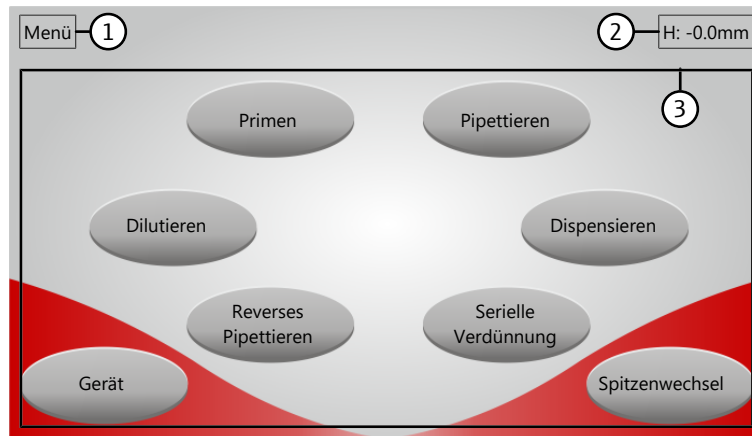 Menü
1
2
H: -0.0mm
3
Primen
Pipettieren
Dilutieren
Dispensieren
Reverses
Pipettieren
Serielle
Verdünnung
Gerät
Spitzenwechsel